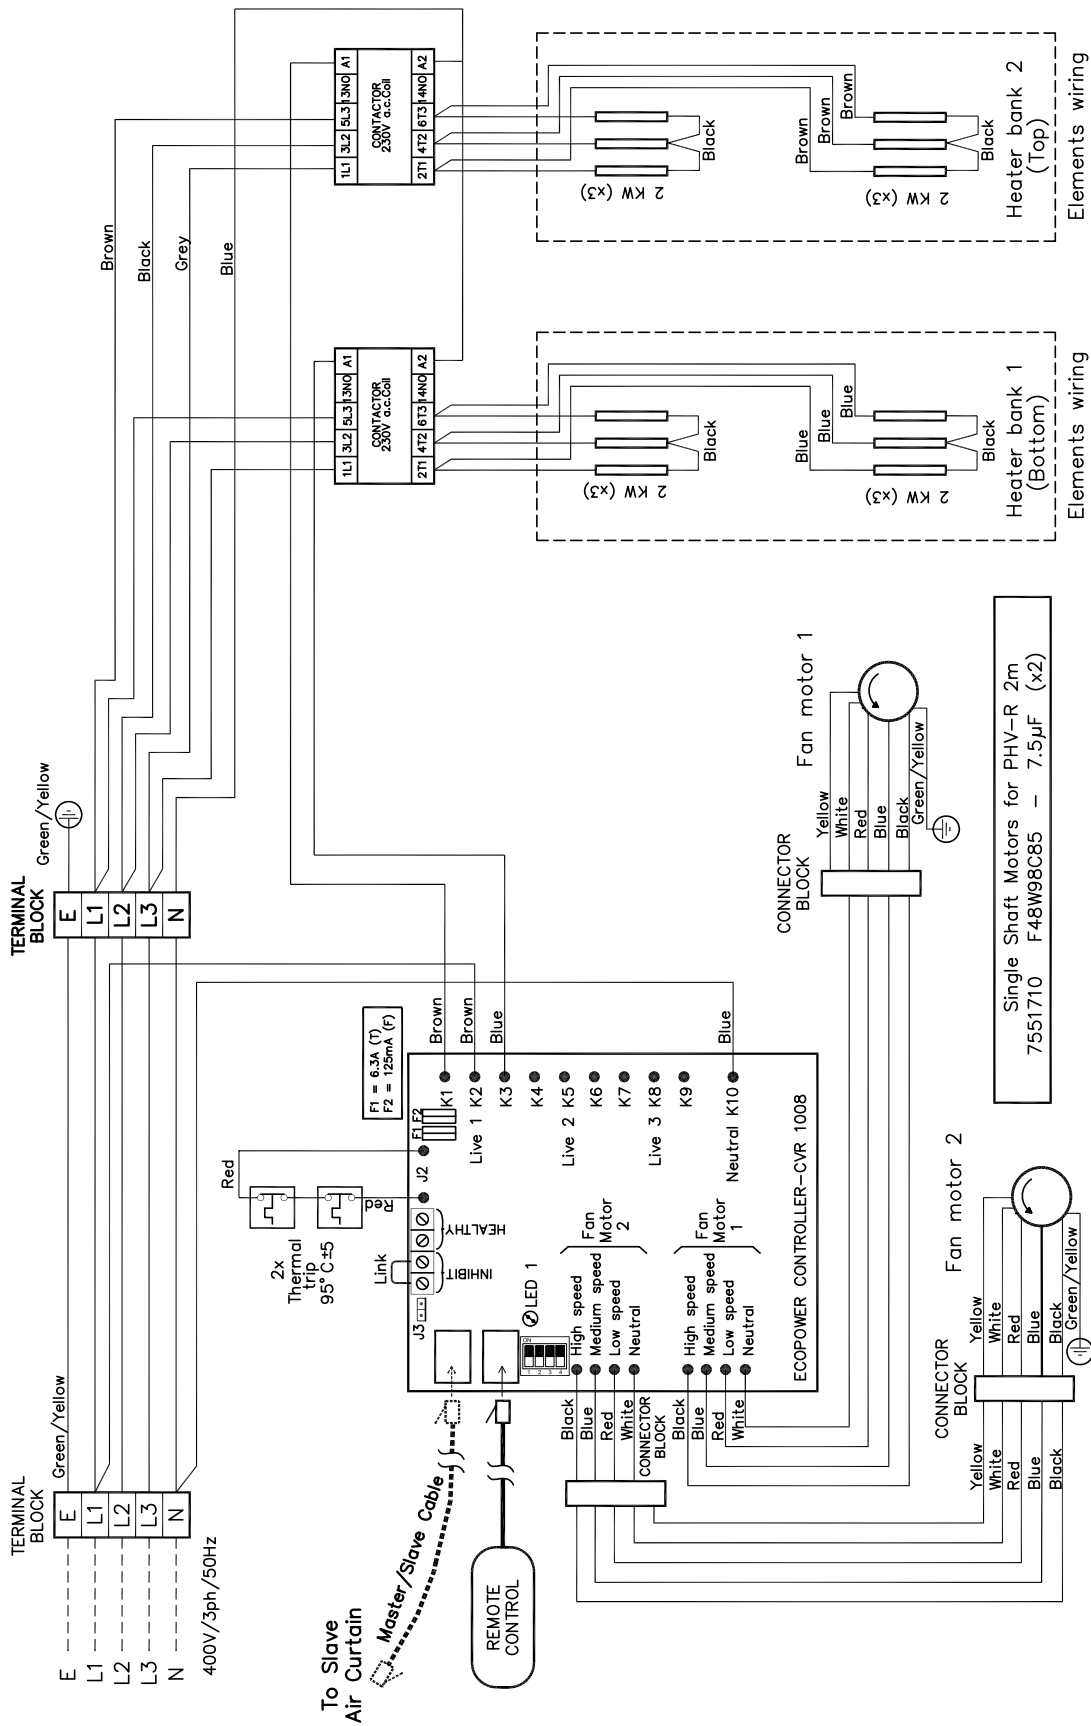 TERMINAL
BLOCK
E
L1
L2
L3
N
400V/3ph/50Hz
E
L1
L2
L3
N
Green/Yellow
TERMINAL
BLOCK
E
L1
L2
L3
N
Green/Yellow
Brown
Black
Grey
Blue
1L1
3L2
5L3
13NO
A1
CONTACTOR
230V a.c.Coil
2T1
4T2
6T3
14NO
A2
1L1
3L2
5L3
13NO
A1
CONTACTOR
230V a.c.Coil
2T1
4T2
6T3
14NO
A2
2 KW (x3)
Black
Blue
Blue
Blue
2 KW (x3)
Black
Heater bank 1
(Bottom)
Elements wiring
2 KW (x3)
Black
Brown
Brown
Brown
2 KW (x3)
Black
Heater bank 2
(Top)
Elements wiring
To Slave
Air Curtain
Master/Slave Cable
REMOTE
CONTROL
2x
Thermal
trip
95°C±5
Red
Red
Link
J3
INHIBIT
HEALTHY
J2
F1
F2
F1 = 6.3A (T)
F2 = 125mA (F)
ON
1 2 3 4
LED 1
Brown
Brown
Blue
Blue
K1
Live 1 K2
K3
K4
Live 2 K5
K6
K7
Live 3 K8
K9
Neutral K10
High speed
Medium speed
Low speed
Neutral
Fan
Motor
2
High speed
Medium speed
Low speed
Neutral
Fan
Motor
1
ECOPOWER CONTROLLER-CVR 1008
Black
Blue
Red
White
CONNECTOR
BLOCK
Black
Blue
Red
White
CONNECTOR
BLOCK
Yellow
White
Red
Blue
Black
Green/Yellow
Fan motor 1
CONNECTOR
BLOCK
Yellow
White
Red
Blue
Black
Yellow
White
Red
Blue
Black
Green/Yellow
Fan motor 2
Single Shaft Motors for PHV-R 2m
7551710 F48W98C85 - 7.5µF (x2)